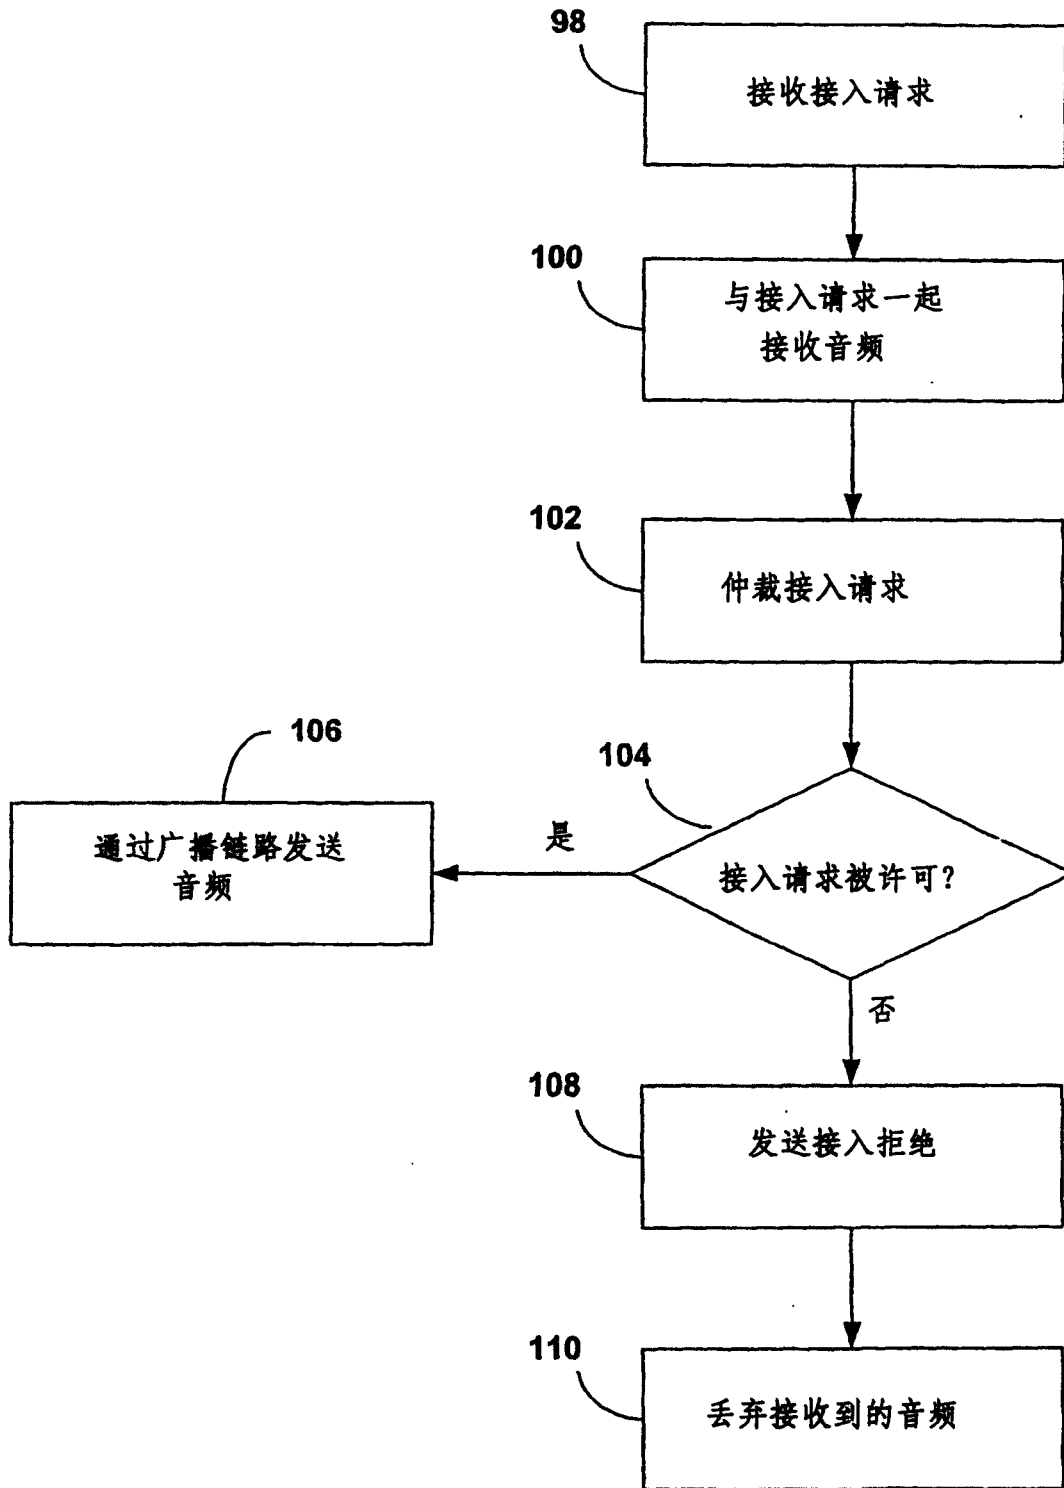 98
接收接入请求
100
与接入请求一起
接收音频
102
仲裁接入请求
106
104
通过广播链路发送
音频
是
接入请求被许可?
否
108
发送接入拒绝
110
丢弃接收到的音频